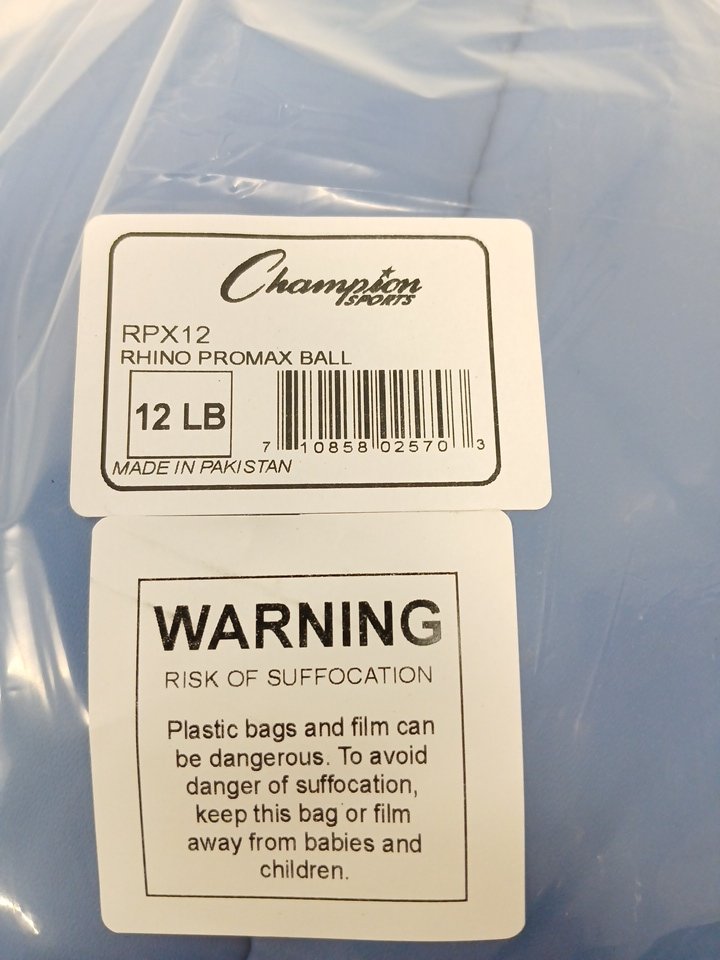 Champion
SPORTS
RPX12
RHINO PROMAX BALL
12 LB
7 10858 02570 3
MADE IN PAKISTAN
WARNING
RISK OF SUFFOCATION
Plastic bags and film can
be dangerous. To avoid
danger of suffocation,
keep this bag or film
away from babies and
children.